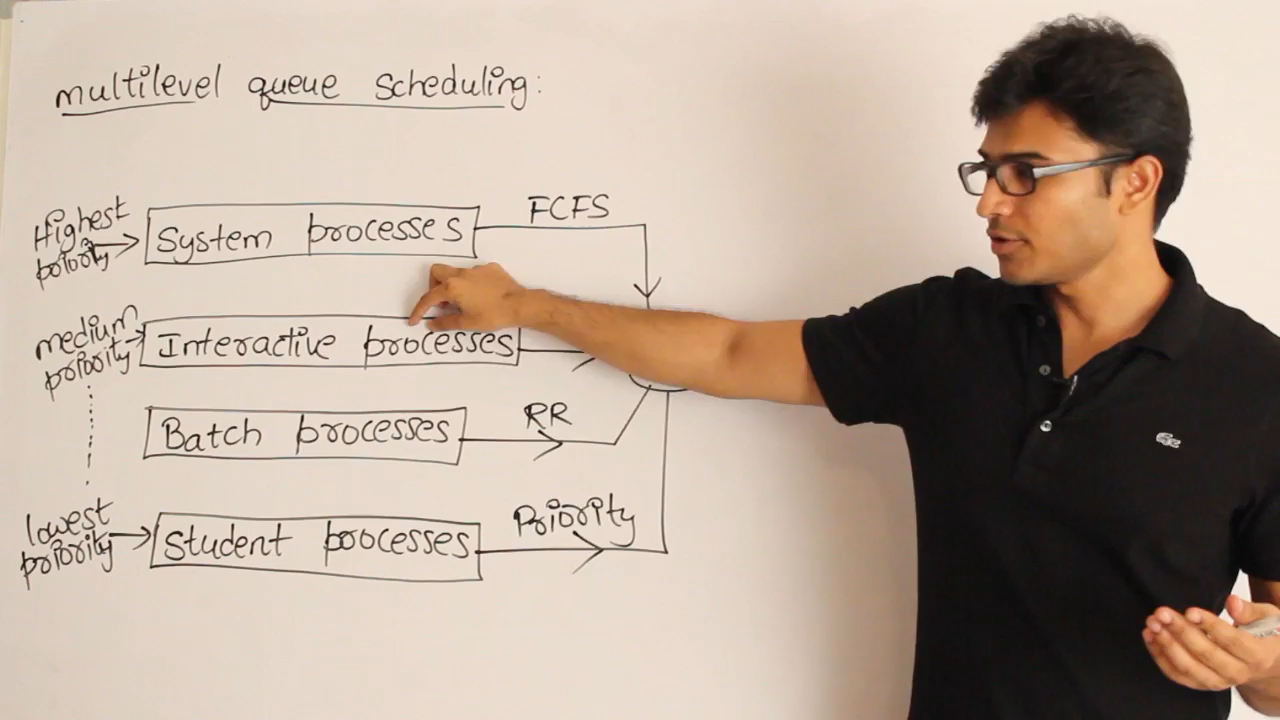 multilevel queue scheduling:
Highest
priority
System processes
FCFS
medium
priority
Interactive processes
Batch processes
RR
lowest
priority
Student processes
Priority